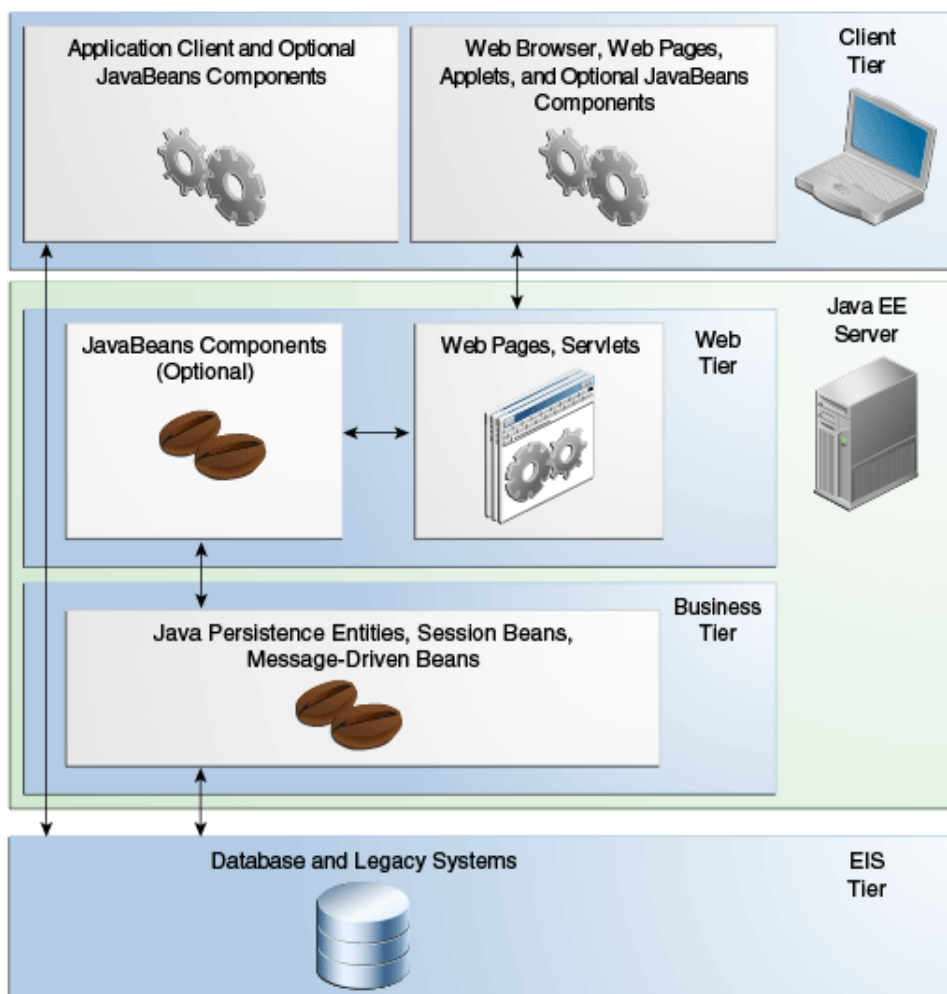 Application Client and Optional
JavaBeans Components
Web Browser, Web Pages,
Applets, and Optional JavaBeans
Components
Client
Tier
Java EE
Server
JavaBeans Components
(Optional)
Web Pages, Servlets
Web
Tier
Java Persistence Entities, Session Beans,
Message-Driven Beans
Business
Tier
Database and Legacy Systems
EIS
Tier